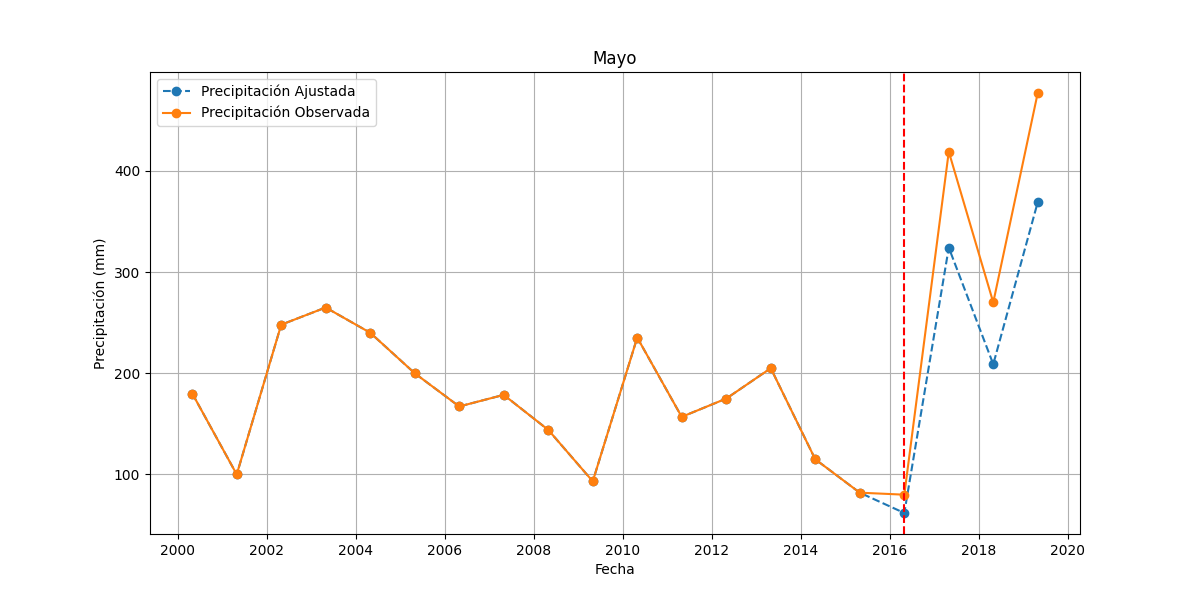 Mayo
Precipitación Ajustada
Precipitación Observada
Precipitación (mm)
400
300
200
100
2000 2002 2004 2006 2008 2010 2012 2014 2016 2018 2020
Fecha